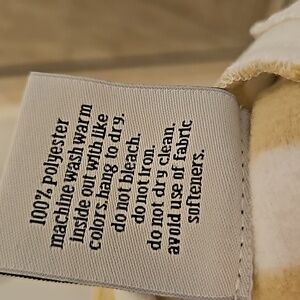 100% polyester
machine wash warm
inside out with like
colors. hang to dry.
do not bleach.
do not iron.
do not dry clean.
avoid use of fabric
softeners.